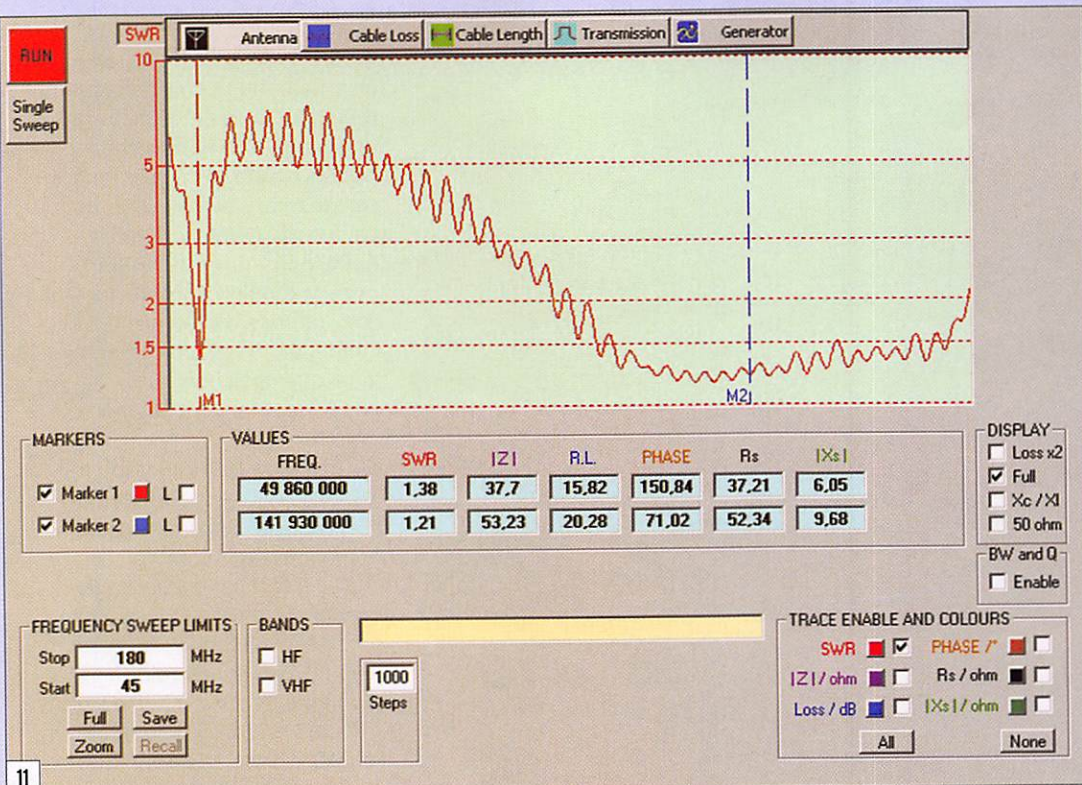 RUN
Single
Sweep
SWR
Antenna
Cable Loss
Cable Length
Transmission
Generator
10
5
3
2
1,5
1
M1
M2
MARKERS
Marker 1 L
Marker 2 L
VALUES
FREQ. SWR |Z| R.L. PHASE Rs |Xs|
49 860 000 1,38 37,7 15,82 150,84 37,21 6,05
141 930 000 1,21 53,23 20,28 71,02 52,34 9,68
DISPLAY
Loss x2
Full
Xc / Xl
50 ohm
BW and Q
Enable
FREQUENCY SWEEP LIMITS
Stop 180 MHz
Start 45 MHz
Full Save
Zoom Recall
BANDS
HF
VHF
1000
Steps
TRACE ENABLE AND COLOURS
SWR PHASE /°
|Z| / ohm Rs / ohm
Loss / dB |Xs| / ohm
All None
11